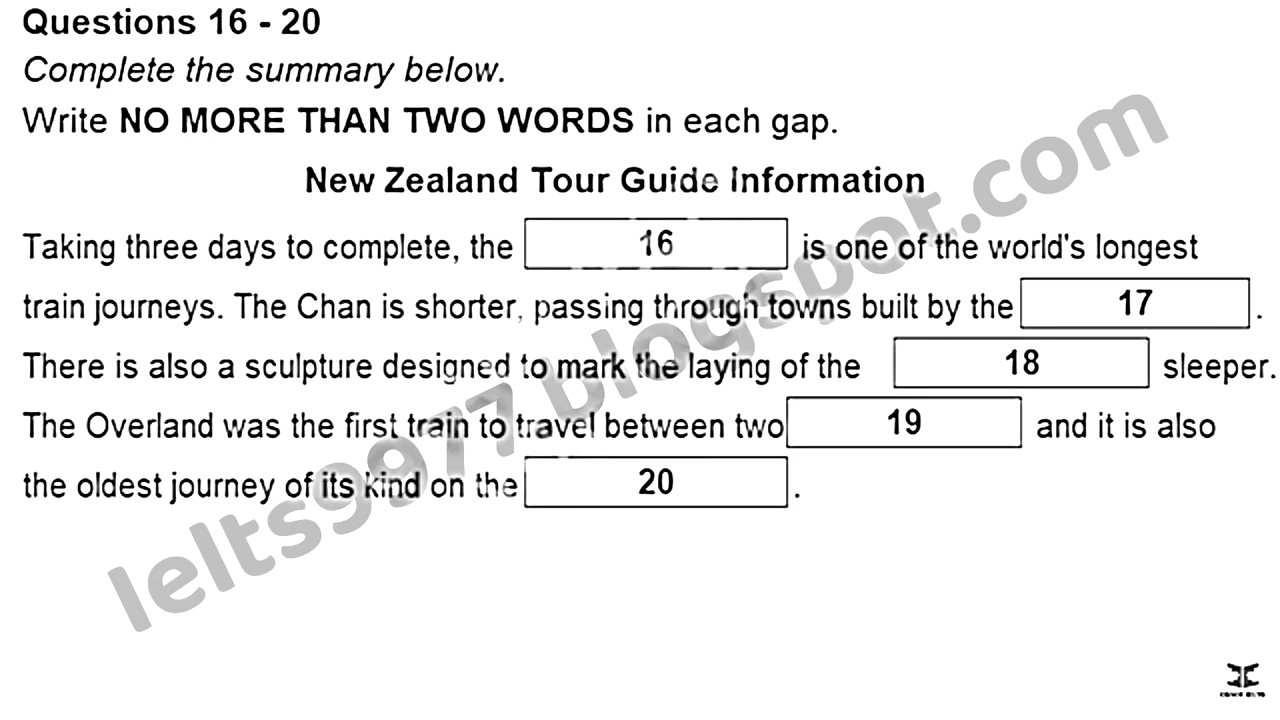 Questions 16 - 20
Complete the summary below.
Write NO MORE THAN TWO WORDS in each gap.
New Zealand Tour Guide Information
Taking three days to complete, the 16 is one of the world's longest
train journeys. The Chan is shorter, passing through towns built by the 17 .
There is also a sculpture designed to mark the laying of the 18 sleeper.
The Overland was the first train to travel between two 19 and it is also
the oldest journey of its kind on the 20 .
Ielts9977.blogspot.com